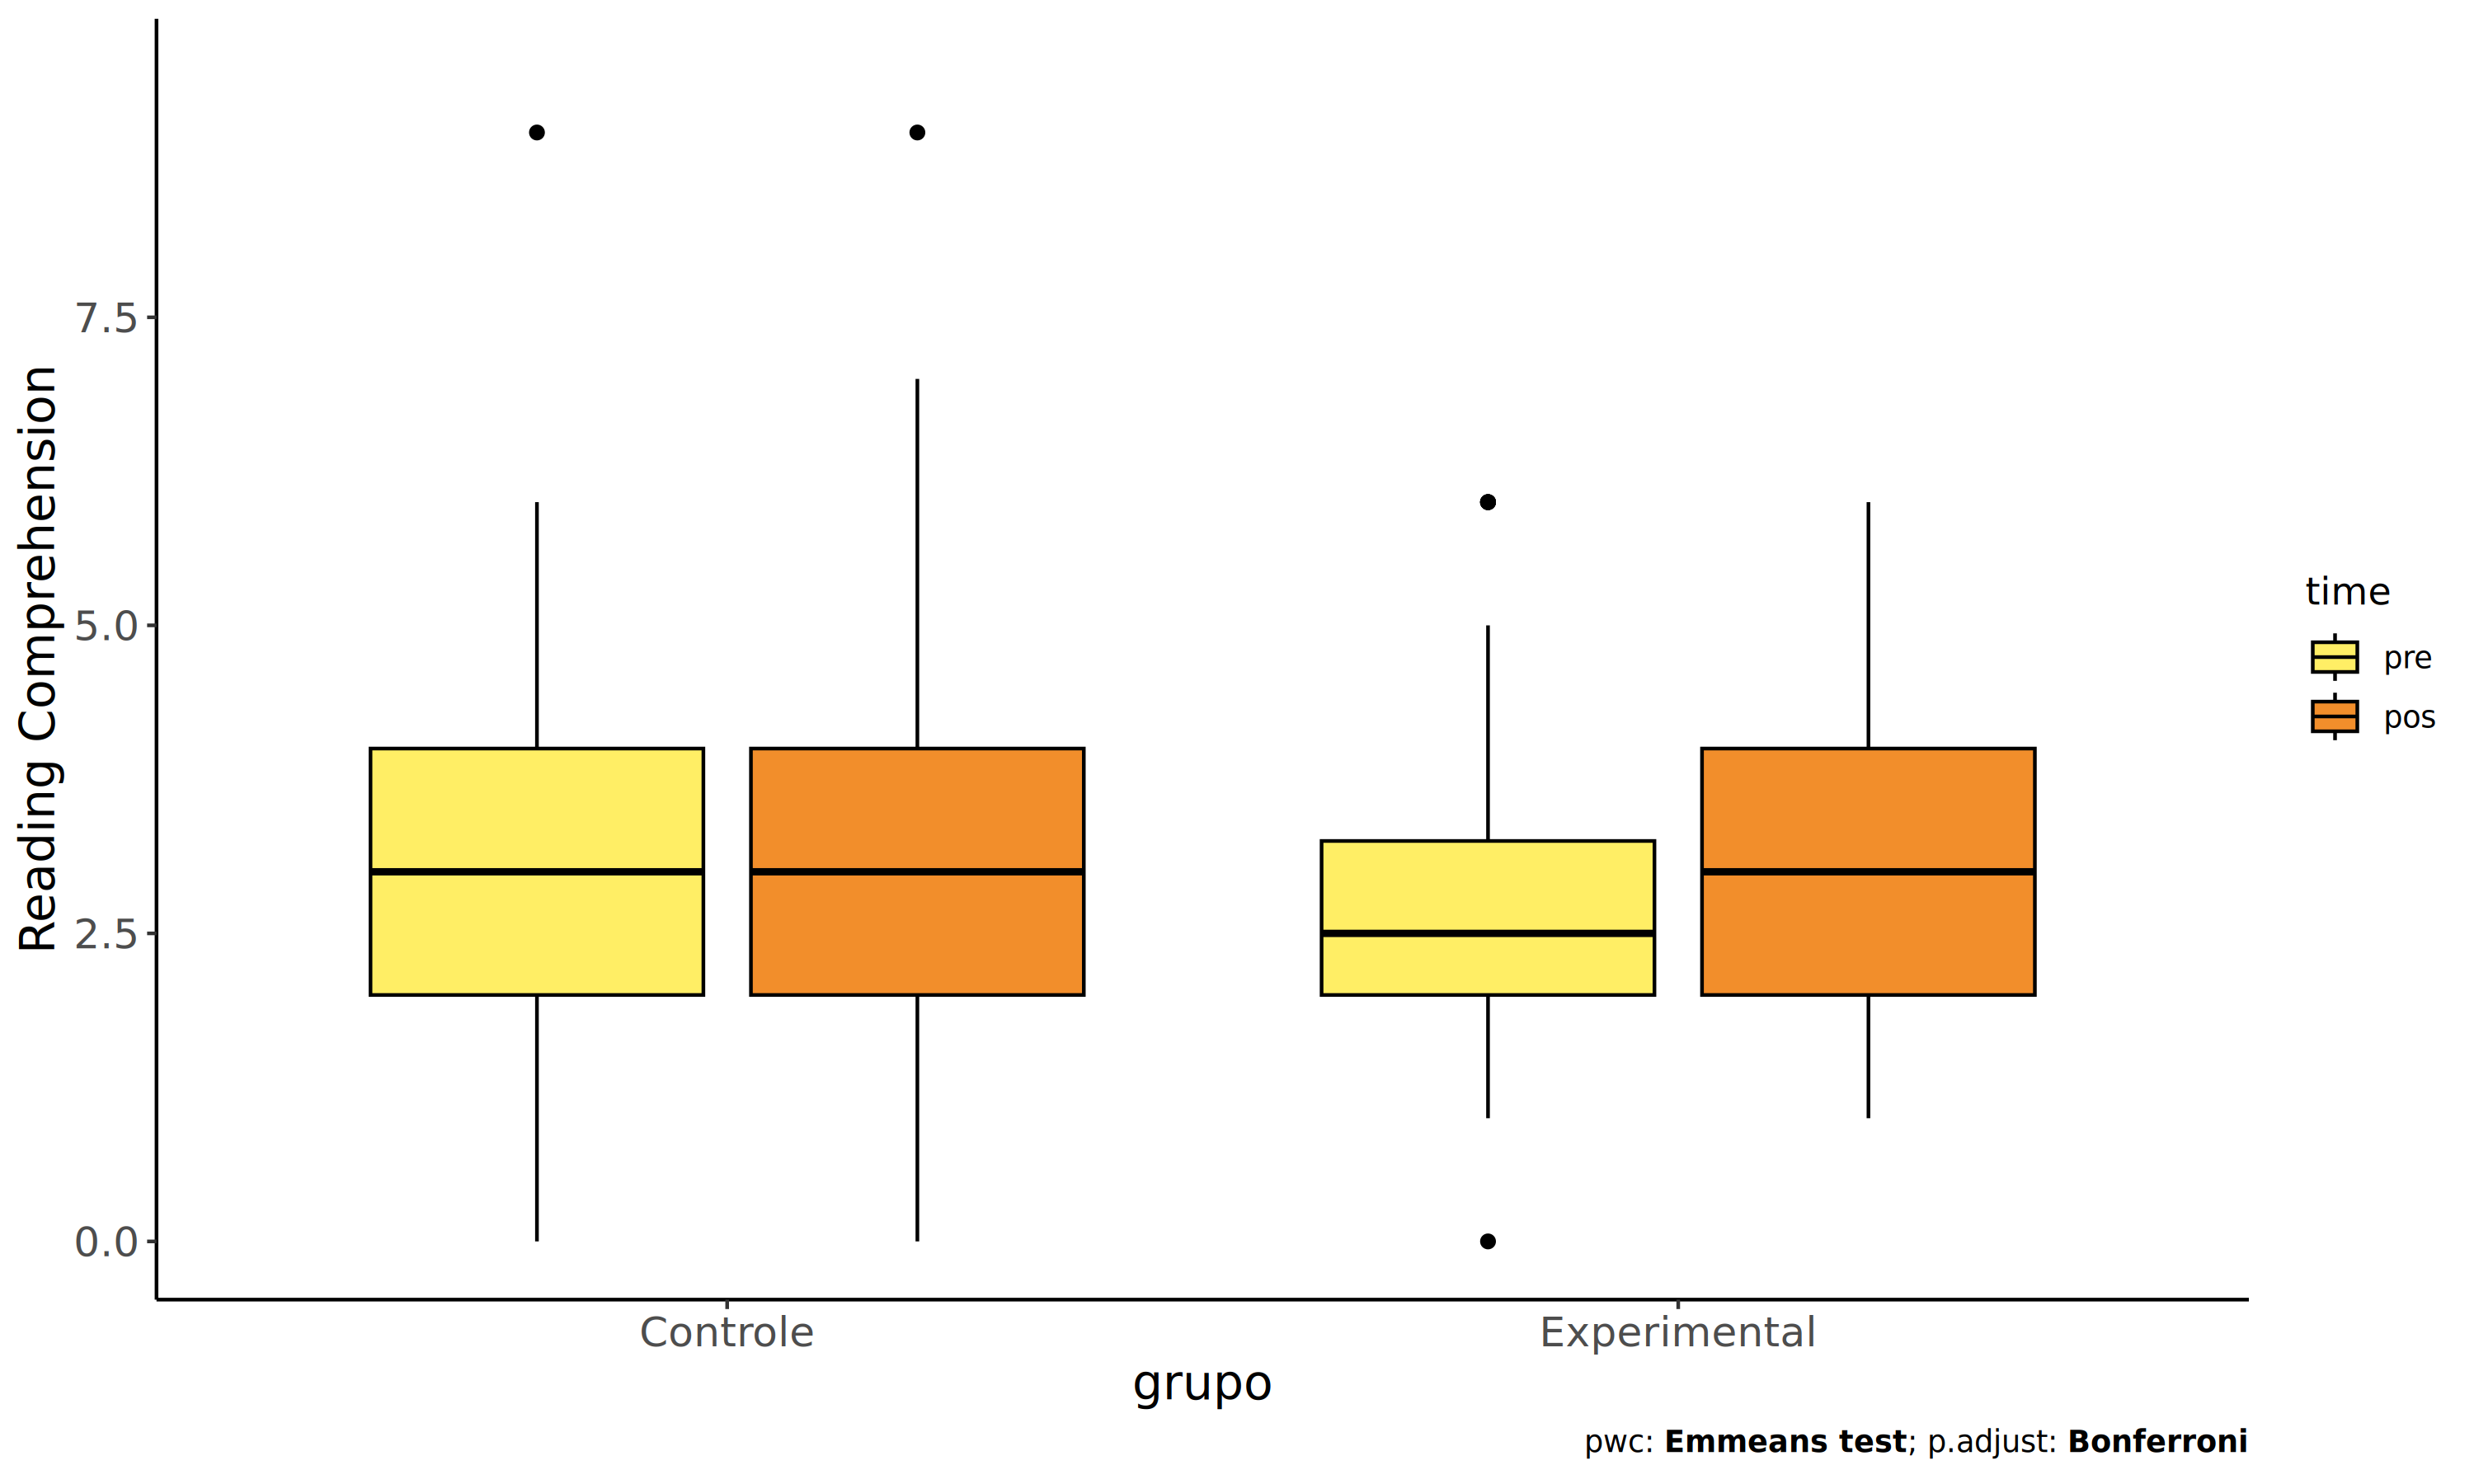 Reading Comprehension
7.5
5.0
2.5
0.0
Controle
Experimental
grupo
time
pre
pos
pwc: Emmeans test; p.adjust: Bonferroni